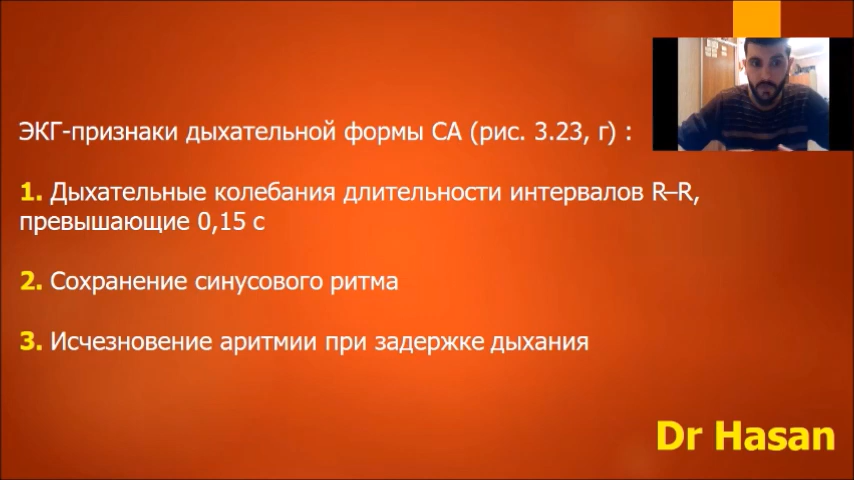 ЭКГ-признаки дыхательной формы СА (рис. 3.23, г) :
1. Дыхательные колебания длительности интервалов R–R,
превышающие 0,15 с
2. Сохранение синусового ритма
3. Исчезновение аритмии при задержке дыхания
Dr Hasan